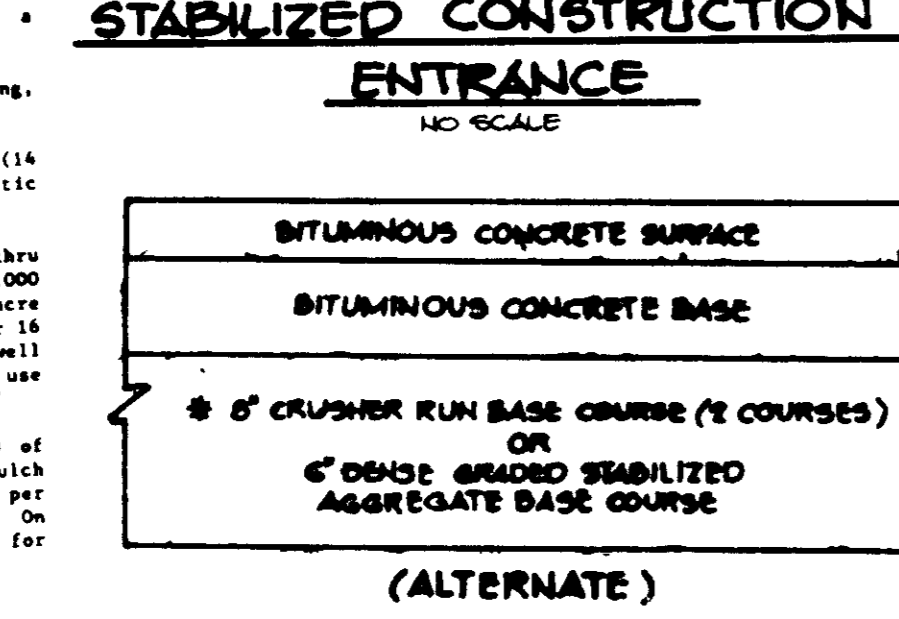 a
ng,
(14
tic
hru
000
acre
r 16
well
use
of
ulch
per
On
for
STABILIZED CONSTRUCTION
ENTRANCE
NO SCALE
BITUMINOUS CONCRETE SURFACE
BITUMINOUS CONCRETE BASE
* 8" CRUSHER RUN BASE COURSE (2 COURSES)
OR
6" DENSE GRADED STABILIZED
AGGREGATE BASE COURSE
(ALTERNATE)